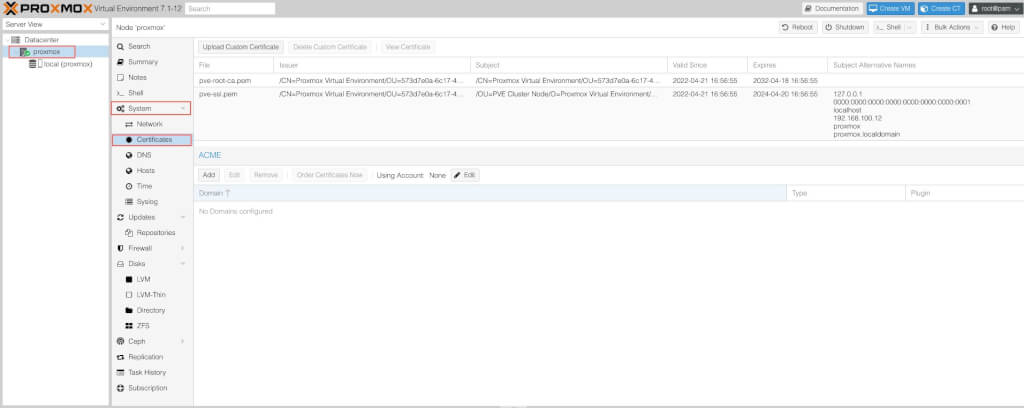 PROXMOX Virtual Environment 7.1-12 Search Documentation Create VM Create CT root@pam
Server View Node 'proxmox' Reboot Shutdown Shell Bulk Actions Help
Datacenter
proxmox
local (proxmox)
Search
Summary
Notes
Shell
System
Network
Certificates
DNS
Hosts
Time
Syslog
Updates
Repositories
Firewall
Disks
LVM
LVM-Thin
Directory
ZFS
Ceph
Replication
Task History
Subscription
Upload Custom Certificate Delete Custom Certificate View Certificate
File Issuer Subject Valid Since Expires Subject Alternative Names
pve-root-ca.pem /CN=Proxmox Virtual Environment/OU=573d7e0a-6c17-4... /CN=Proxmox Virtual Environment/OU=573d7e0a-6c17-4... 2022-04-21 16:56:55 2032-04-18 16:56:55
pve-ssl.pem /CN=Proxmox Virtual Environment/OU=573d7e0a-6c17-4... /OU=PVE Cluster Node/O=Proxmox Virtual Environment/... 2022-04-21 16:56:55 2024-04-20 16:56:55 127.0.0.1
0000:0000:0000:0000:0000:0000:0000:0001
localhost
192.168.100.12
proxmox
proxmox.localdomain
ACME
Add Edit Remove Order Certificates Now Using Account: None Edit
Domain ↑ Type Plugin
No Domains configured